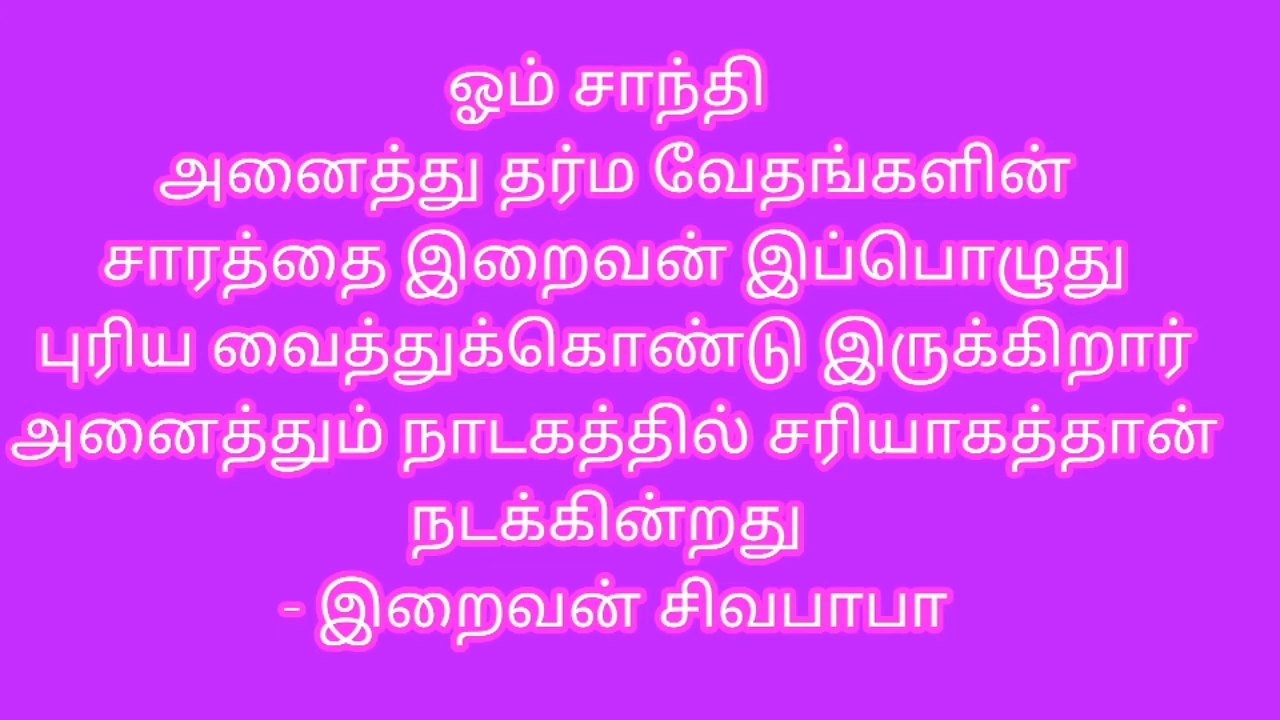 ஓம் சாந்தி
அனைத்து தர்ம வேதங்களின்
சாரத்தை இறைவன் இப்பொழுது
புரிய வைத்துக்கொண்டு இருக்கிறார்
அனைத்தும் நாடகத்தில் சரியாகத்தான்
நடக்கின்றது
- இறைவன் சிவபாபா